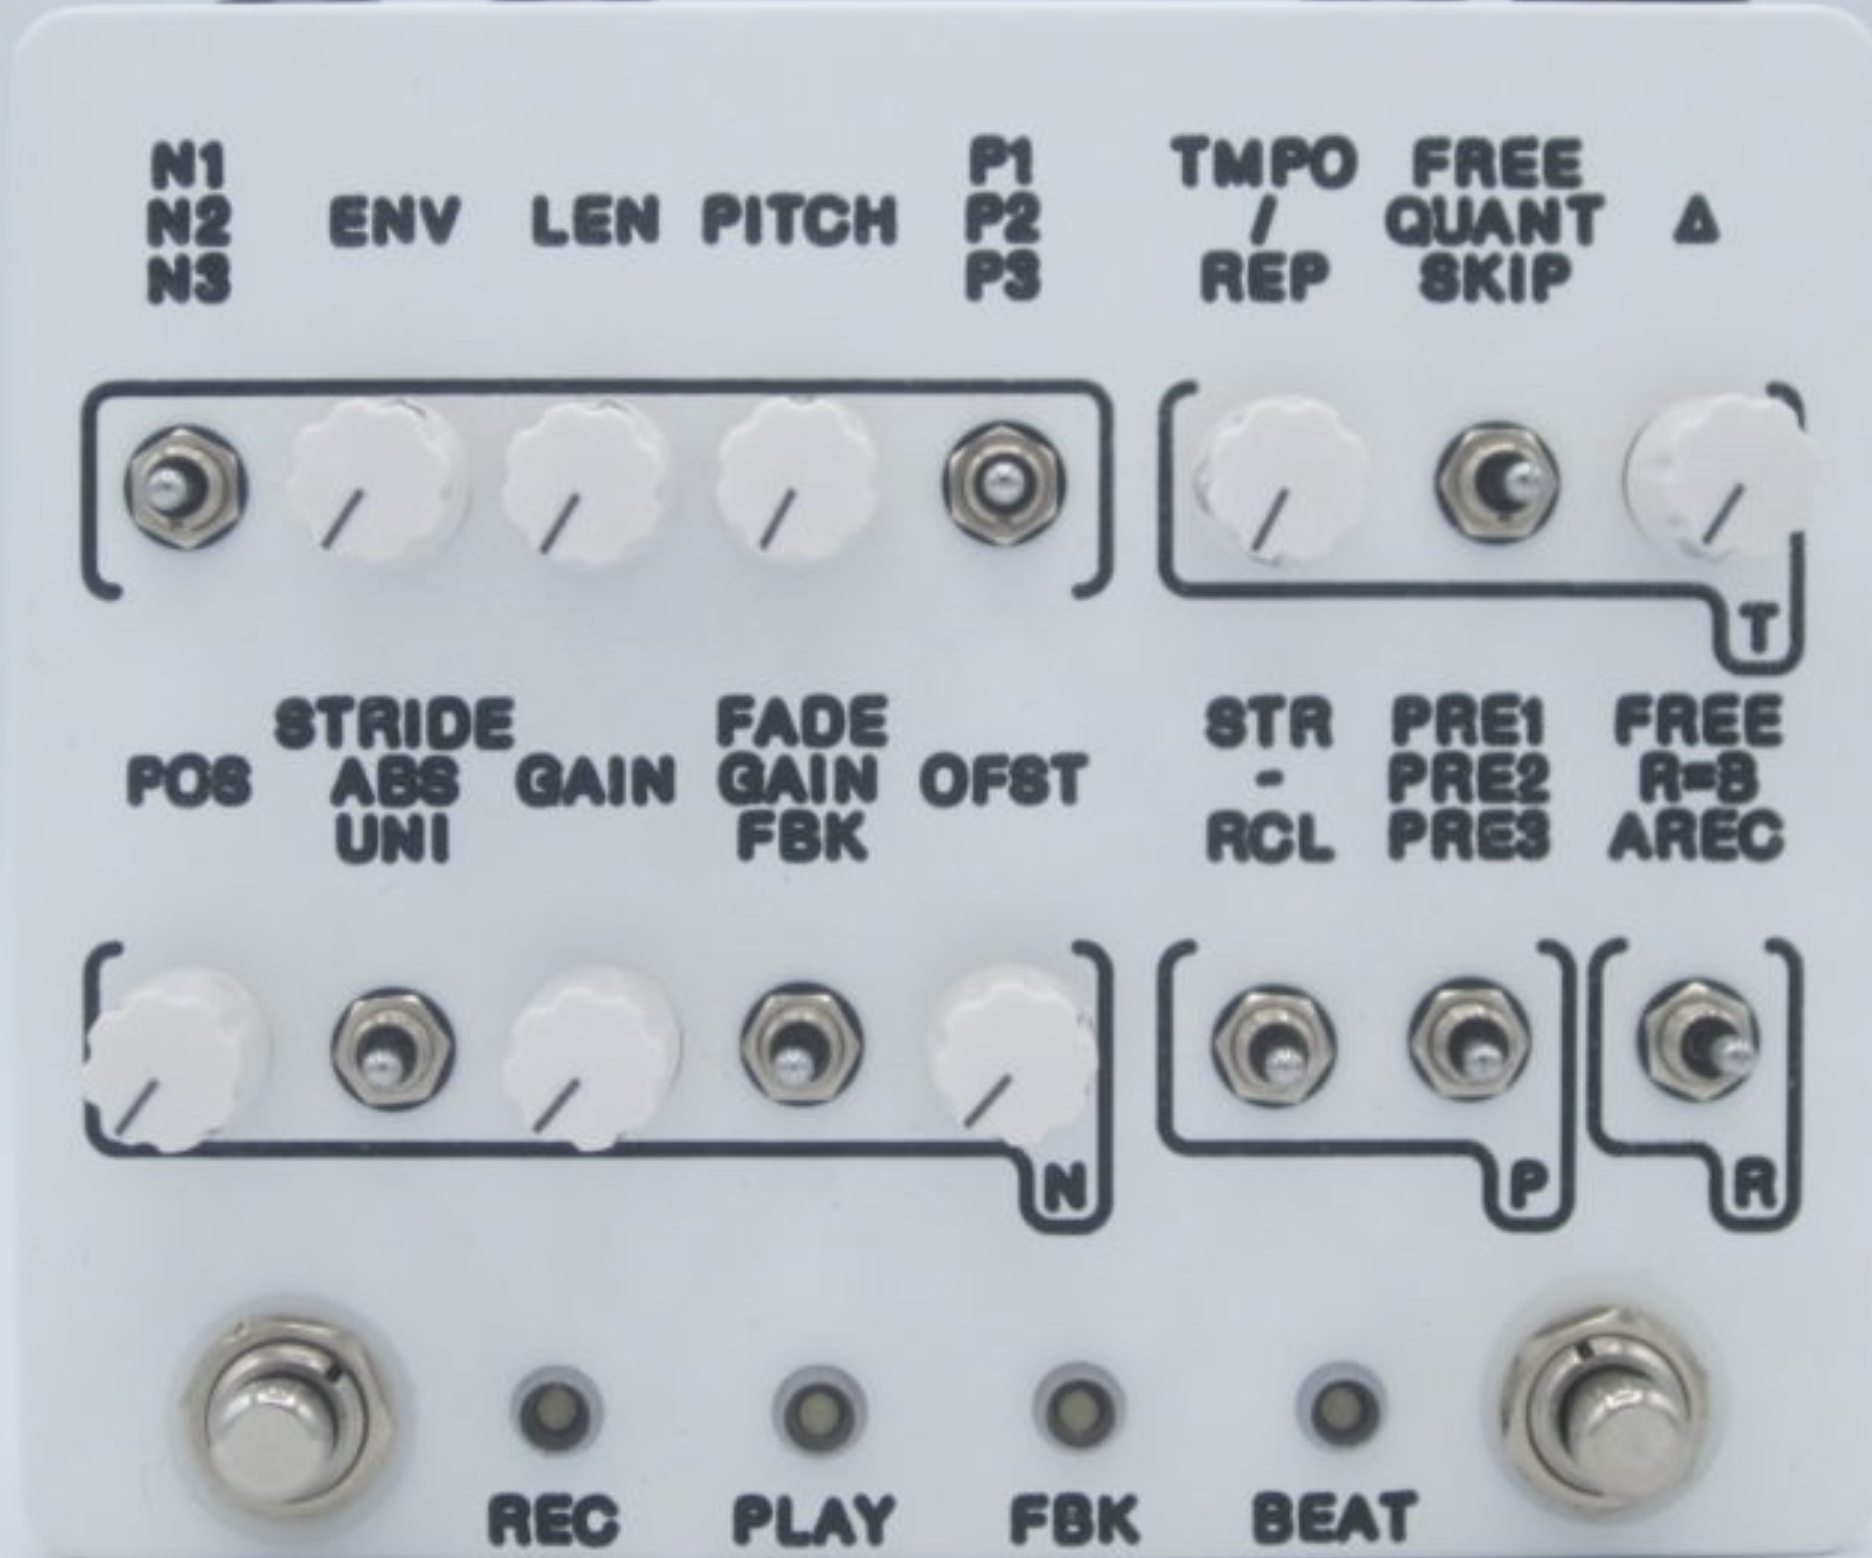 N1
N2
N3
ENV
LEN
PITCH
P1
P2
P3
TMPO
/
REP
FREE
QUANT
SKIP
Δ
T
POS
STRIDE
ABS
UNI
GAIN
FADE
GAIN
FBK
OFST
N
STR
-
RCL
PRE1
PRE2
PRE3
P
FREE
R=B
AREC
R
REC
PLAY
FBK
BEAT